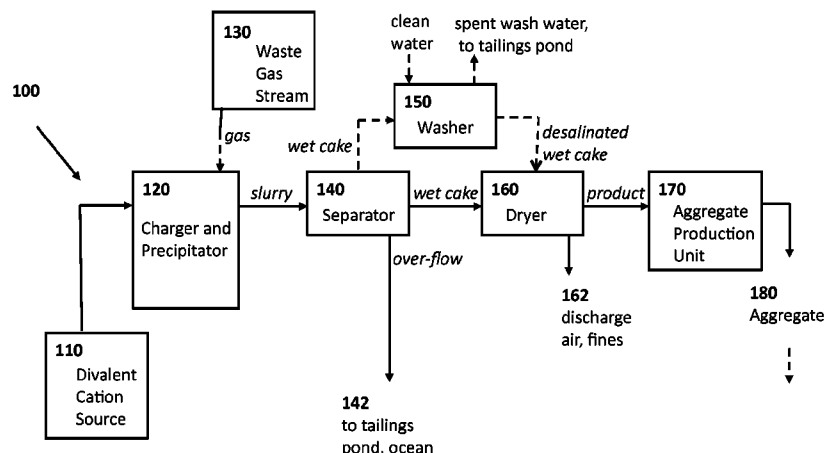 100
130
Waste
Gas
Stream
gas
clean
water
spent wash water,
to tailings pond
150
Washer
wet cake
desalinated
wet cake
120
Charger and
Precipitator
slurry
140
Separator
wet cake
160
Dryer
product
170
Aggregate
Production
Unit
over-flow
162
discharge
air, fines
180
Aggregate
110
Divalent
Cation
Source
142
to tailings
pond, ocean